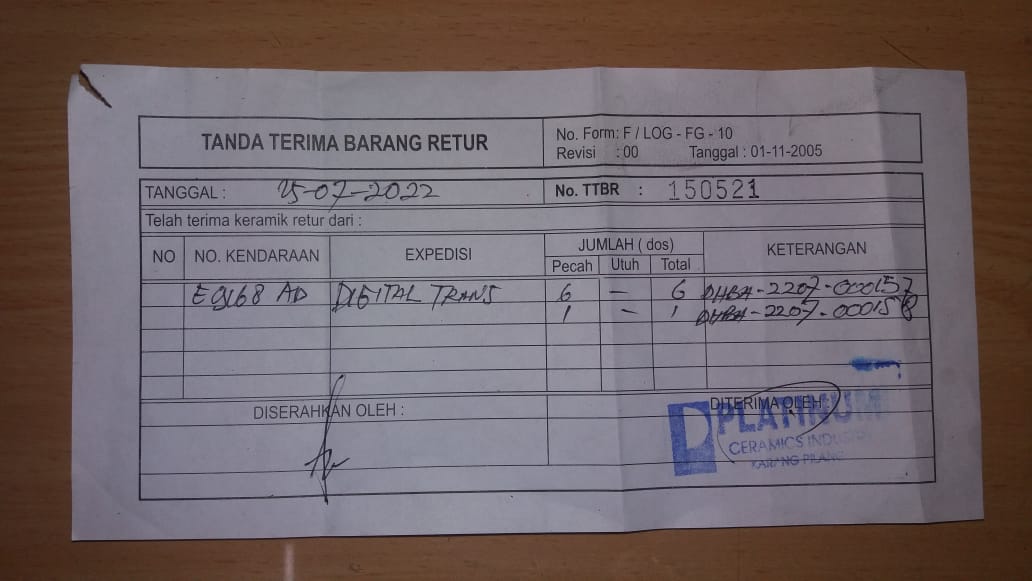 TANDA TERIMA BARANG RETUR
No. Form: F / LOG - FG - 10
Revisi : 00 Tanggal : 01-11-2005
TANGGAL : 25-07-2022 No. TTBR : 150521
Telah terima keramik retur dari :
NO NO. KENDARAAN EXPEDISI JUMLAH ( dos) KETERANGAN
Pecah Utuh Total
E 9168 AD DIGITAL TRANS 6 - 6 DHBA-2207-000157
1 - 1 DHBA-2207-000158
DISERAHKAN OLEH : DITERIMA OLEH :
PLATINUM
CERAMICS INDUSTRI
KARANG PILANG